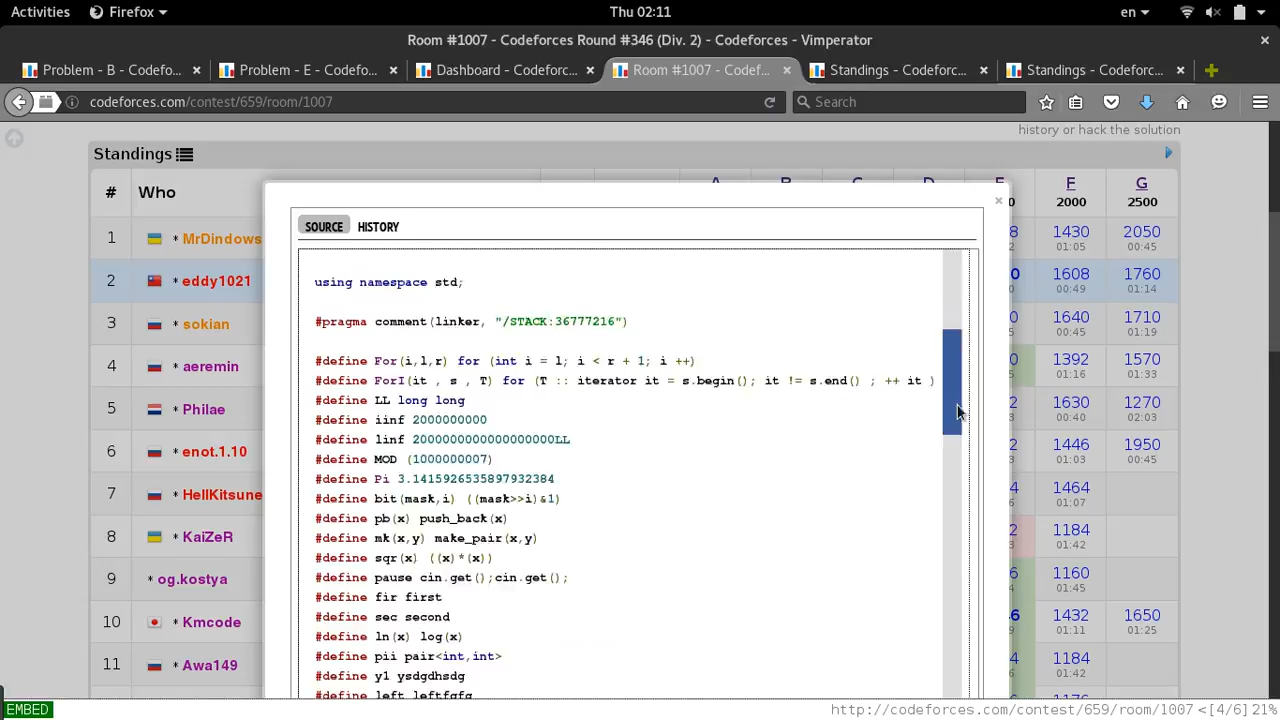 Activities Firefox Thu 02:11 en
Room #1007 - Codeforces Round #346 (Div. 2) - Codeforces - Vimperator ×
Problem - B - Codefo... × Problem - E - Codefo... × Dashboard - Codeforc... × Room #1007 - Codef... × Standings - Codeforc... × Standings - Codeforc... ×
codeforces.com/contest/659/room/1007 Search
history or hack the solution
Standings
# Who A B C D E F G
2000 2500
1 * MrDindows 1430 2050
01:05 00:45
2 * eddy1021 1608 1760
00:49 01:14
3 * sokian 1640 1710
00:45 01:19
4 * aeremin 1392 1570
01:16 01:33
5 * Philae 1630 1270
00:40 02:03
6 * enot.1.10 1446 1950
01:03 00:45
7 * HellKitsune 1464
01:07
8 * KaiZeR 1184
01:42
9 * og.kostya 1160
01:45
10 * Kmcode 1432 1650
01:11 01:25
11 * Awa149 1184
01:42
×
SOURCE HISTORY
using namespace std;
#pragma comment(linker, "/STACK:36777216")
#define For(i,l,r) for (int i = l; i < r + 1; i ++)
#define ForI(it , s , T) for (T :: iterator it = s.begin(); it != s.end() ; ++ it )
#define LL long long
#define iinf 2000000000
#define linf 2000000000000000000LL
#define MOD (1000000007)
#define Pi 3.1415926535897932384
#define bit(mask,i) ((mask>>i)&1)
#define pb(x) push_back(x)
#define mk(x,y) make_pair(x,y)
#define sqr(x) ((x)*(x))
#define pause cin.get();cin.get();
#define fir first
#define sec second
#define ln(x) log(x)
#define pii pair<int,int>
#define y1 ysdgdhsdg
#define left leftfgfg
EMBED http://codeforces.com/contest/659/room/1007 <[4/6] 21%